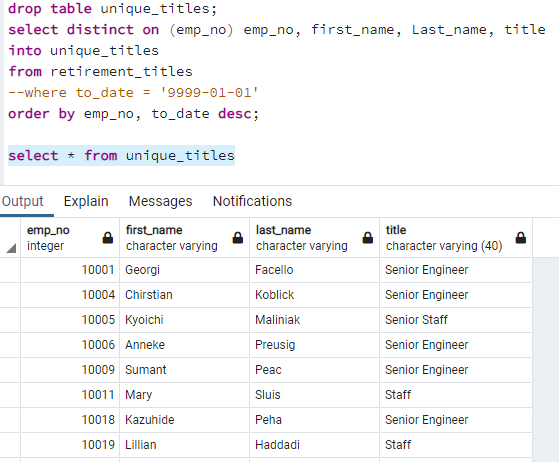 drop table unique_titles;
select distinct on (emp_no) emp_no, first_name, Last_name, title
into unique_titles
from retirement_titles
--where to_date = '9999-01-01'
order by emp_no, to_date desc;
select * from unique_titles
Output Explain Messages Notifications
emp_no first_name last_name title
integer character varying character varying character varying (40)
10001 Georgi Facello Senior Engineer
10004 Chirstian Koblick Senior Engineer
10005 Kyoichi Maliniak Senior Staff
10006 Anneke Preusig Senior Engineer
10009 Sumant Peac Senior Engineer
10011 Mary Sluis Staff
10018 Kazuhide Peha Senior Engineer
10019 Lillian Haddadi Staff